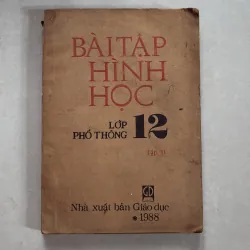 BÀI TẬP
HÌNH
HỌC
LỚP
PHỔ THÔNG 12
Nhà xuất bản Giáo dục
• 1988